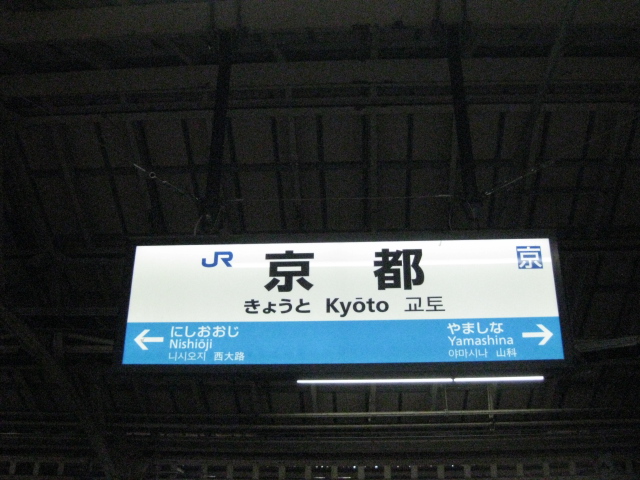 JR 京都 京
きょうと Kyōto 교토
← にしおおじ
Nishiōji
니시오지 西大路
やましな →
Yamashina
야마시나 山科